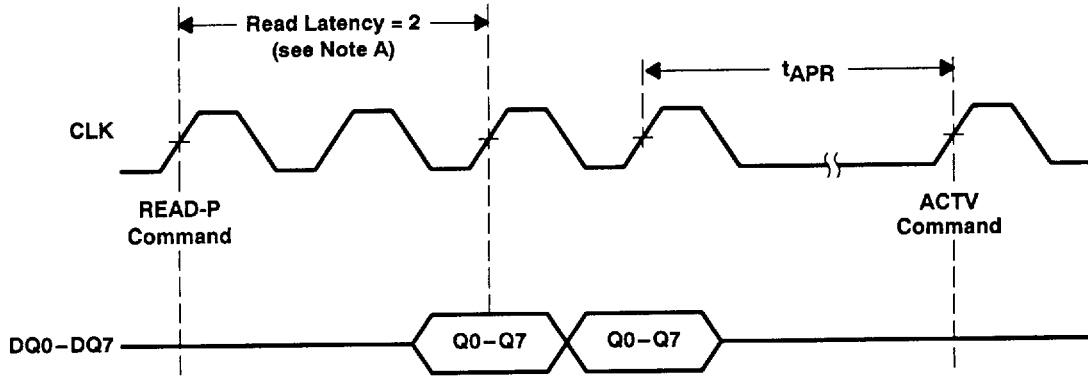 Read Latency = 2
(see Note A)
tAPR
CLK
READ-P
Command
ACTV
Command
DQ0–DQ7
Q0–Q7
Q0–Q7